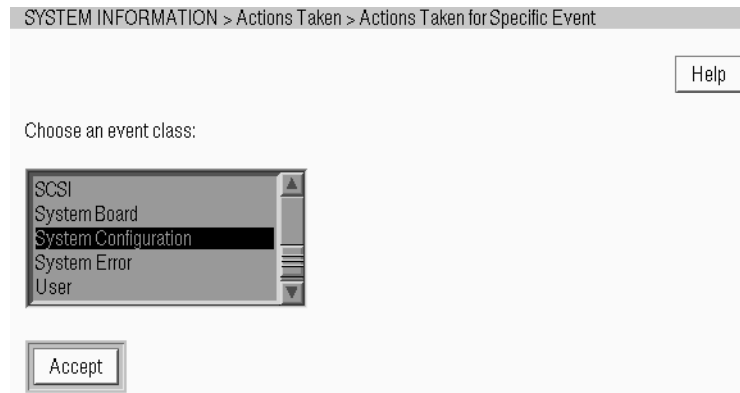 SYSTEM INFORMATION > Actions Taken > Actions Taken for Specific Event
Help
Choose an event class:
SCSI
System Board
System Configuration
System Error
User
Accept